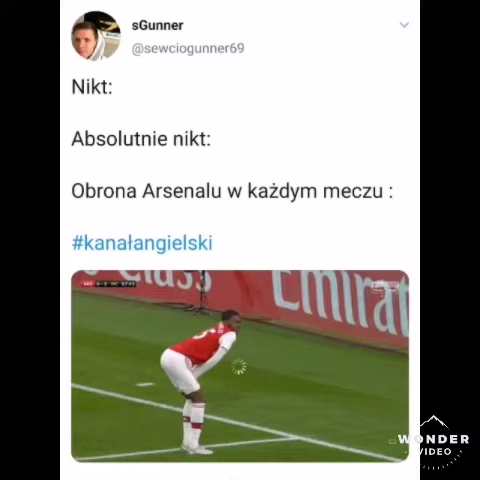 sGunner
@sewciogunner69
Nikt:
Absolutnie nikt:
Obrona Arsenalu w każdym meczu :
#kanałangielski
Emirat
WONDER
VIDEO